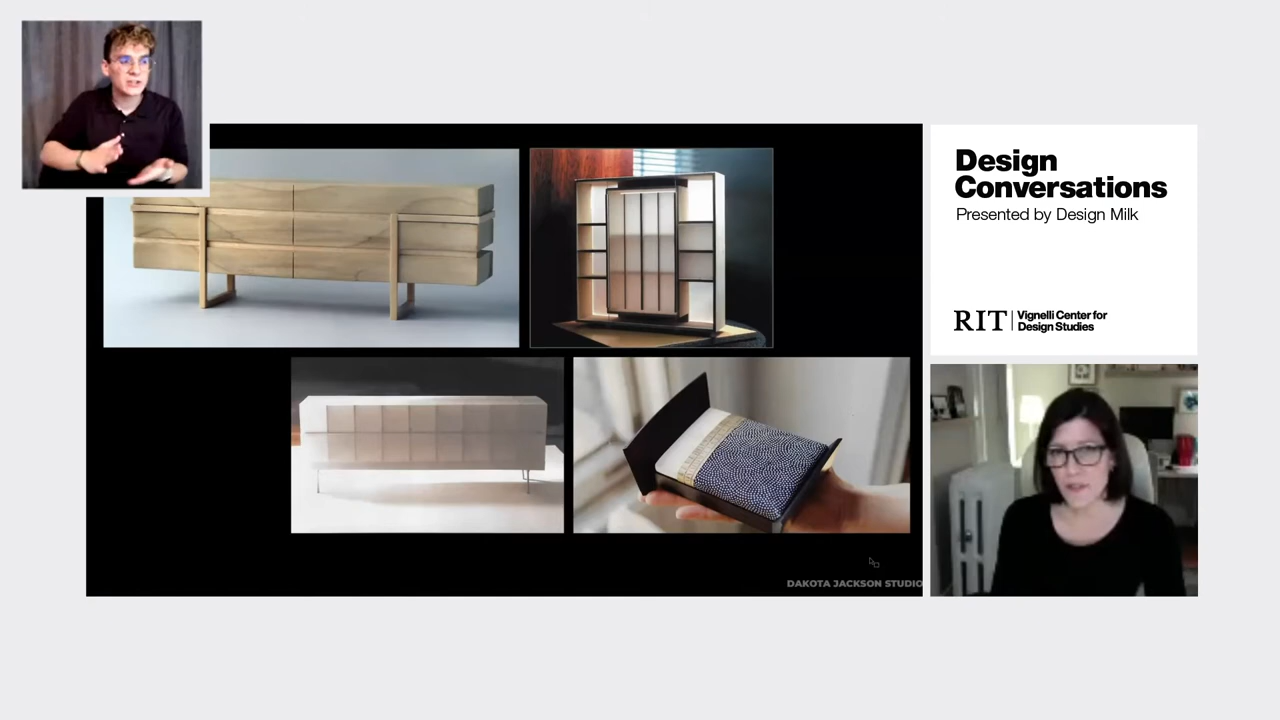 Design
Conversations
Presented by Design Milk
RIT
Vignelli Center for
Design Studies
DAKOTA JACKSON STUDIO